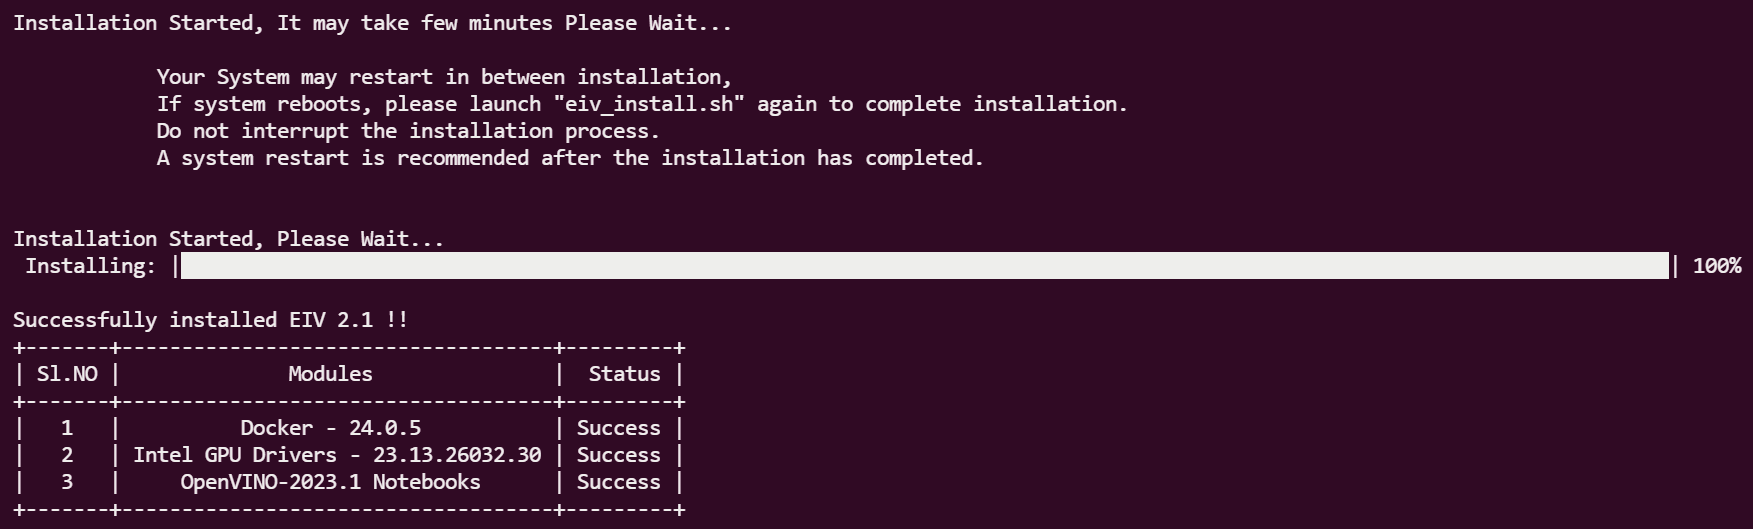 Installation Started, It may take few minutes Please Wait...
Your System may restart in between installation,
If system reboots, please launch "eiv_install.sh" again to complete installation.
Do not interrupt the installation process.
A system restart is recommended after the installation has completed.
Installation Started, Please Wait...
Installing: | | 100%
Successfully installed EIV 2.1 !!
+-------+------------------------------------+---------+
| Sl.NO |              Modules               |  Status |
+-------+------------------------------------+---------+
|   1   |          Docker - 24.0.5           | Success |
|   2   | Intel GPU Drivers - 23.13.26032.30 | Success |
|   3   |     OpenVINO-2023.1 Notebooks      | Success |
+-------+------------------------------------+---------+